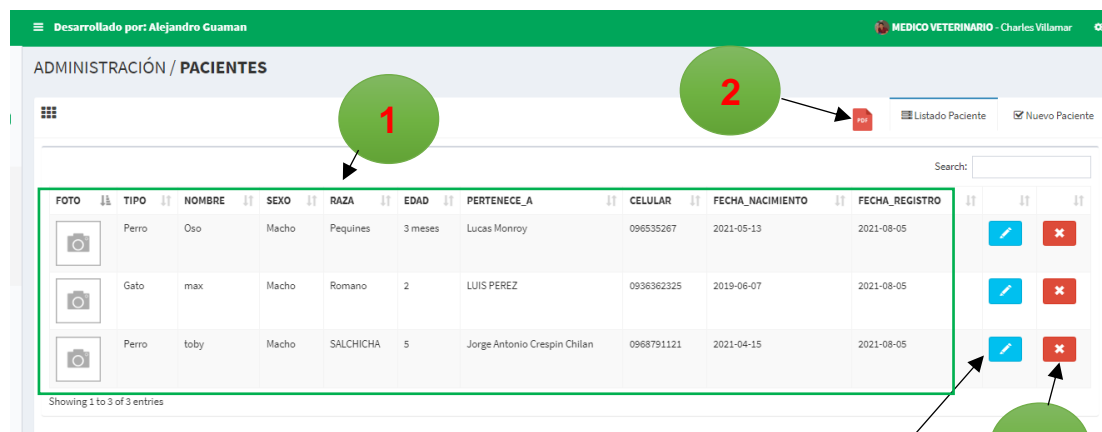 Desarrollado por: Alejandro Guaman
MEDICO VETERINARIO - Charles Villamar
ADMINISTRACIÓN / PACIENTES
1
2
PDF
Listado Paciente
Nuevo Paciente
Search:
FOTO TIPO NOMBRE SEXO RAZA EDAD PERTENECE_A CELULAR FECHA_NACIMIENTO FECHA_REGISTRO
Perro Oso Macho Pequines 3 meses Lucas Monroy 096535267 2021-05-13 2021-08-05
Gato max Macho Romano 2 LUIS PEREZ 0936362325 2019-06-07 2021-08-05
Perro toby Macho SALCHICHA 5 Jorge Antonio Crespin Chilan 0968791121 2021-04-15 2021-08-05
Showing 1 to 3 of 3 entries